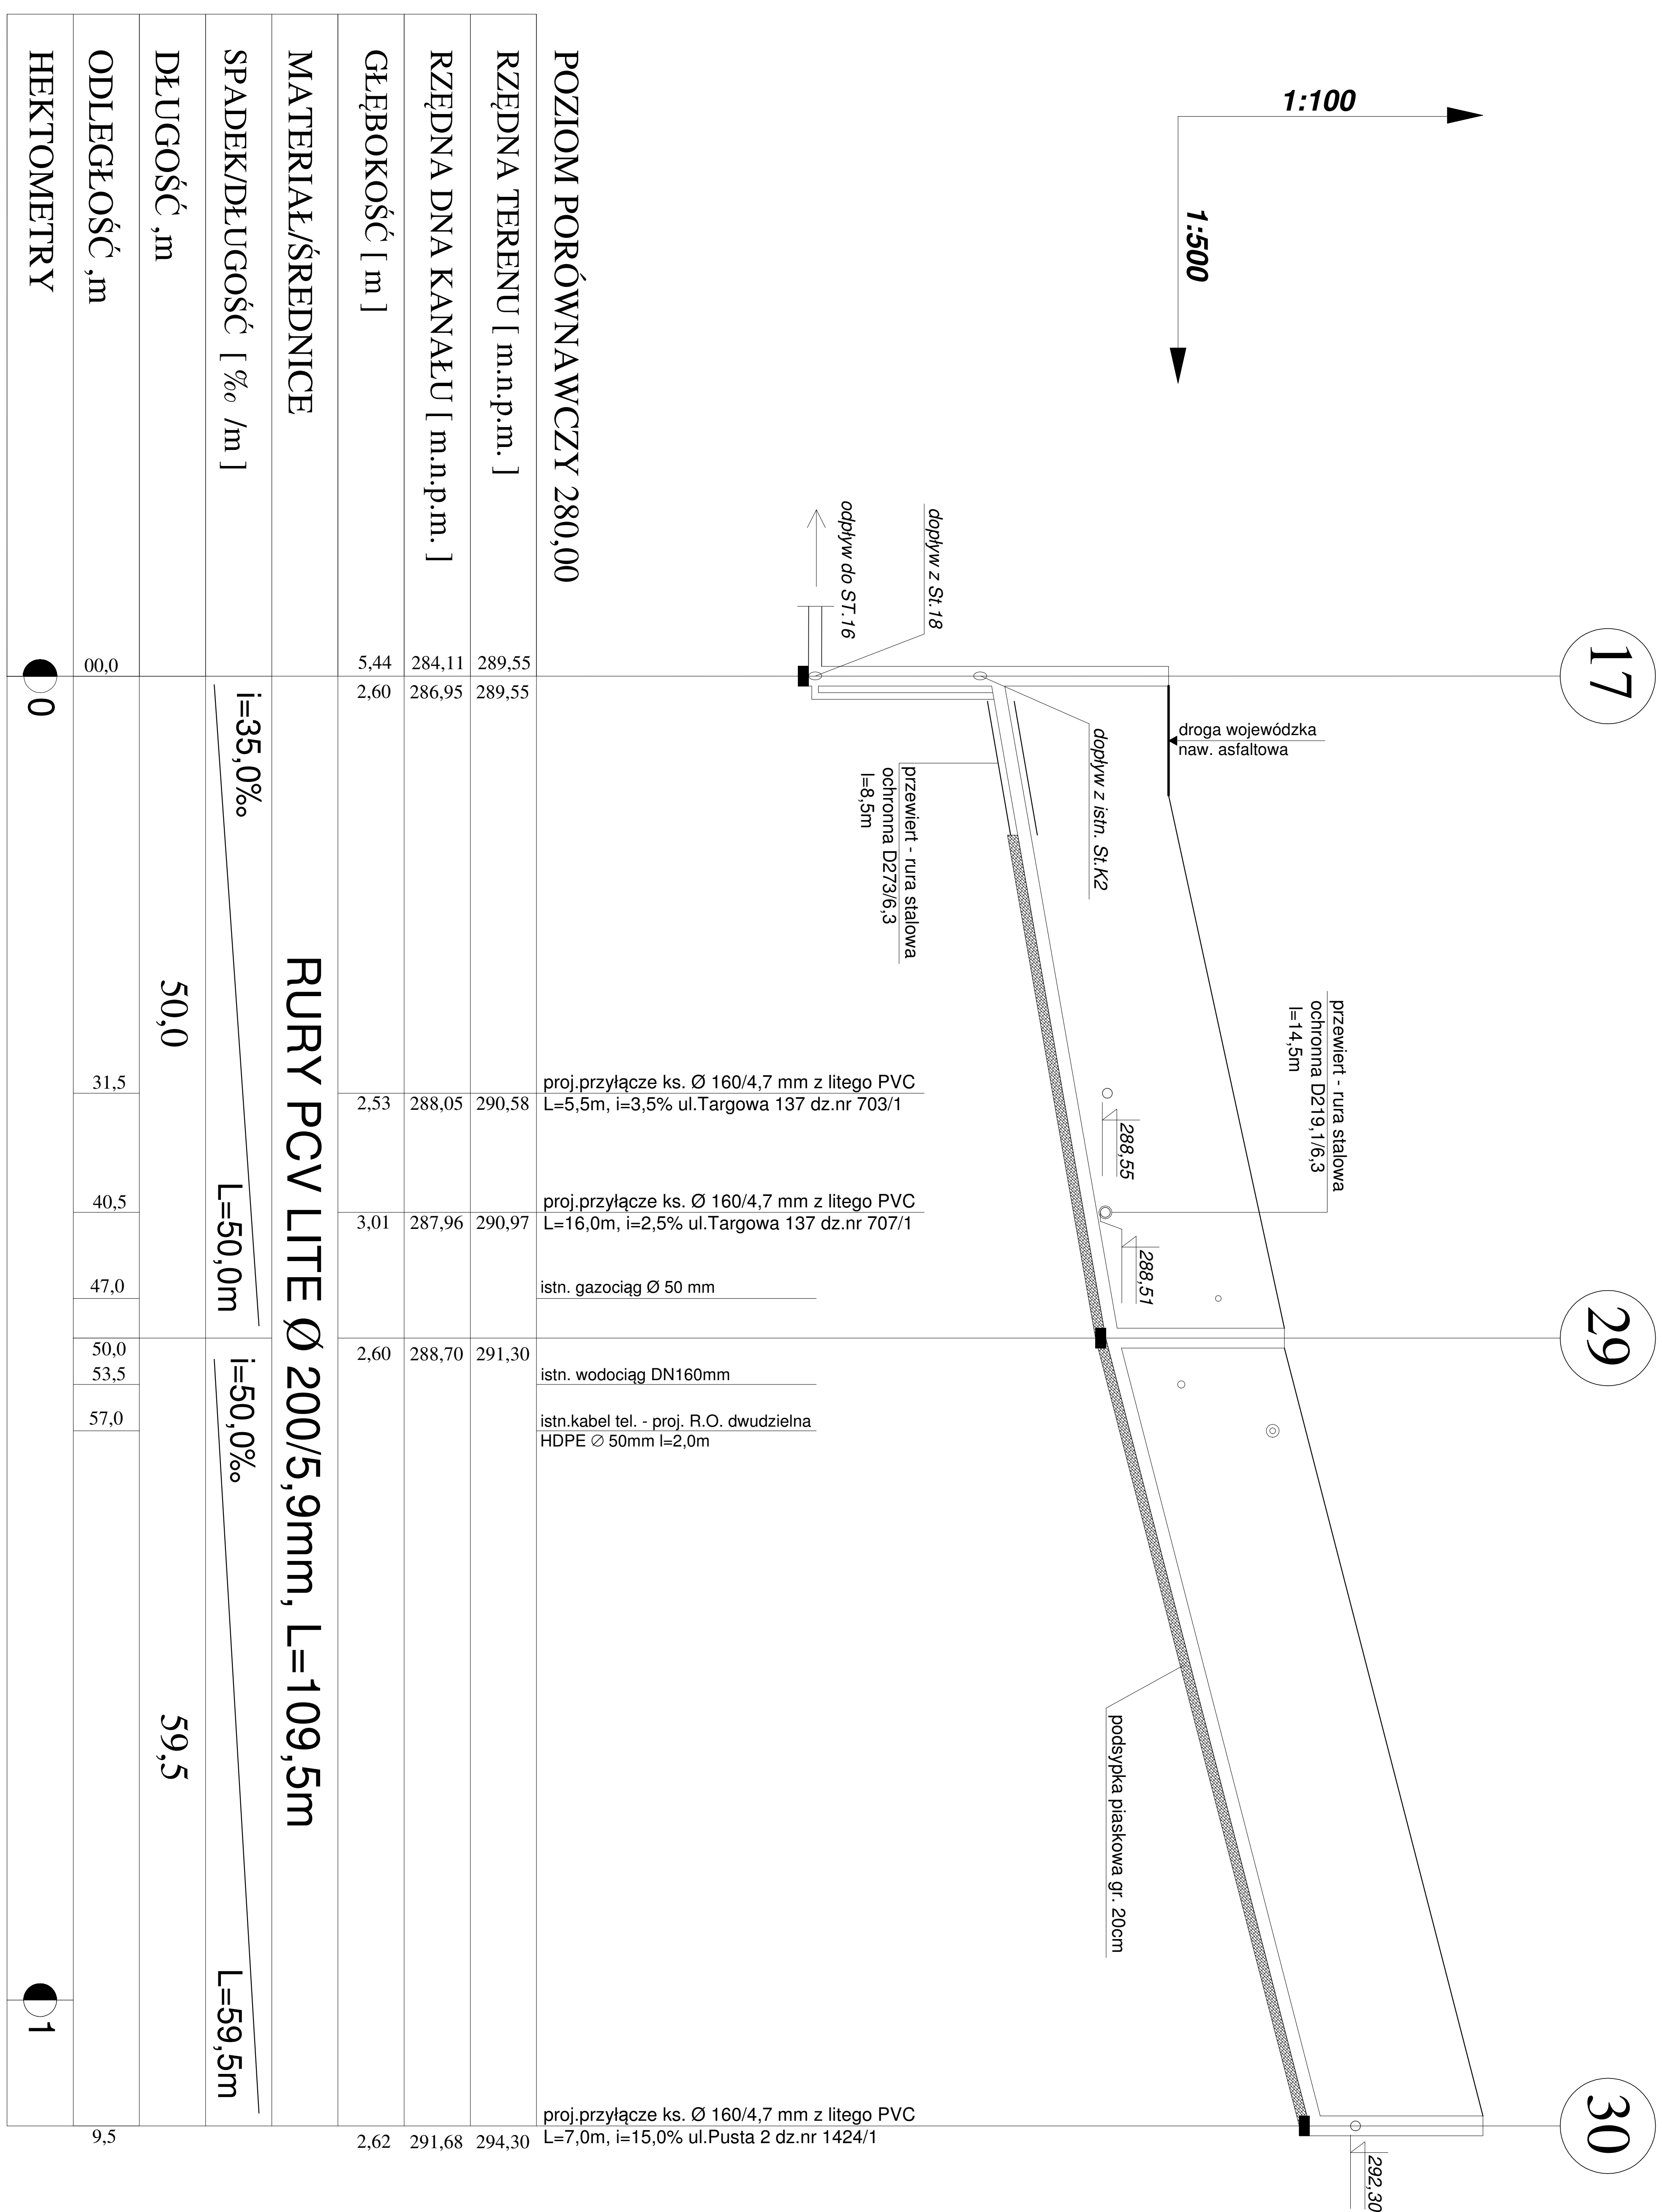 17
29
30
1:100
1:500
droga wojewódzka
naw. asfaltowa
dopływ z St.18
odpływ do ST.16
dopływ z istn. St.K2
przewiert - rura stalowa
ochronna D273/6,3
l=8,5m
przewiert - rura stalowa
ochronna D219,1/6,3
l=14,5m
288,55
288,51
podsypka piaskowa gr. 20cm
292,30
proj.przyłącze ks. Ø 160/4,7 mm z litego PVC
L=5,5m, i=3,5% ul.Targowa 137 dz.nr 703/1
proj.przyłącze ks. Ø 160/4,7 mm z litego PVC
L=16,0m, i=2,5% ul.Targowa 137 dz.nr 707/1
istn. gazociąg Ø 50 mm
istn. wodociąg DN160mm
istn.kabel tel. - proj. R.O. dwudzielna
HDPE ∅ 50mm l=2,0m
proj.przyłącze ks. Ø 160/4,7 mm z litego PVC
L=7,0m, i=15,0% ul.Pusta 2 dz.nr 1424/1
POZIOM PORÓWNAWCZY 280,00
RZĘDNA TERENU [ m.n.p.m. ]
289,55
289,55
290,58
290,97
291,30
294,30
RZĘDNA DNA KANAŁU [ m.n.p.m. ]
284,11
286,95
288,05
287,96
288,70
291,68
GŁĘBOKOŚĆ [ m ]
5,44
2,60
2,53
3,01
2,60
2,62
MATERIAŁ/ŚREDNICE
RURY PCV LITE Ø 200/5,9mm, L=109,5m
SPADEK/DŁUGOŚĆ [ ‰ /m ]
i=35,0‰
L=50,0m
i=50,0‰
L=59,5m
DŁUGOŚĆ ,m
50,0
59,5
ODLEGŁOŚĆ ,m
00,0
31,5
40,5
47,0
50,0
53,5
57,0
9,5
HEKTOMETRY
0
1